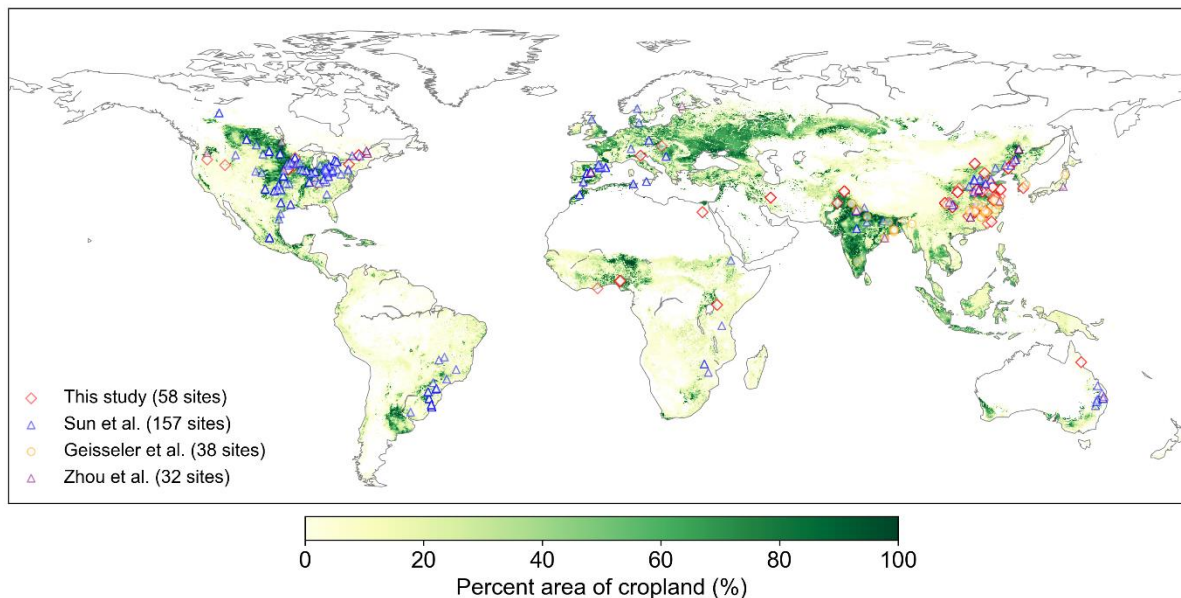 This study (58 sites)
Sun et al. (157 sites)
Geisseler et al. (38 sites)
Zhou et al. (32 sites)
0 20 40 60 80 100
Percent area of cropland (%)